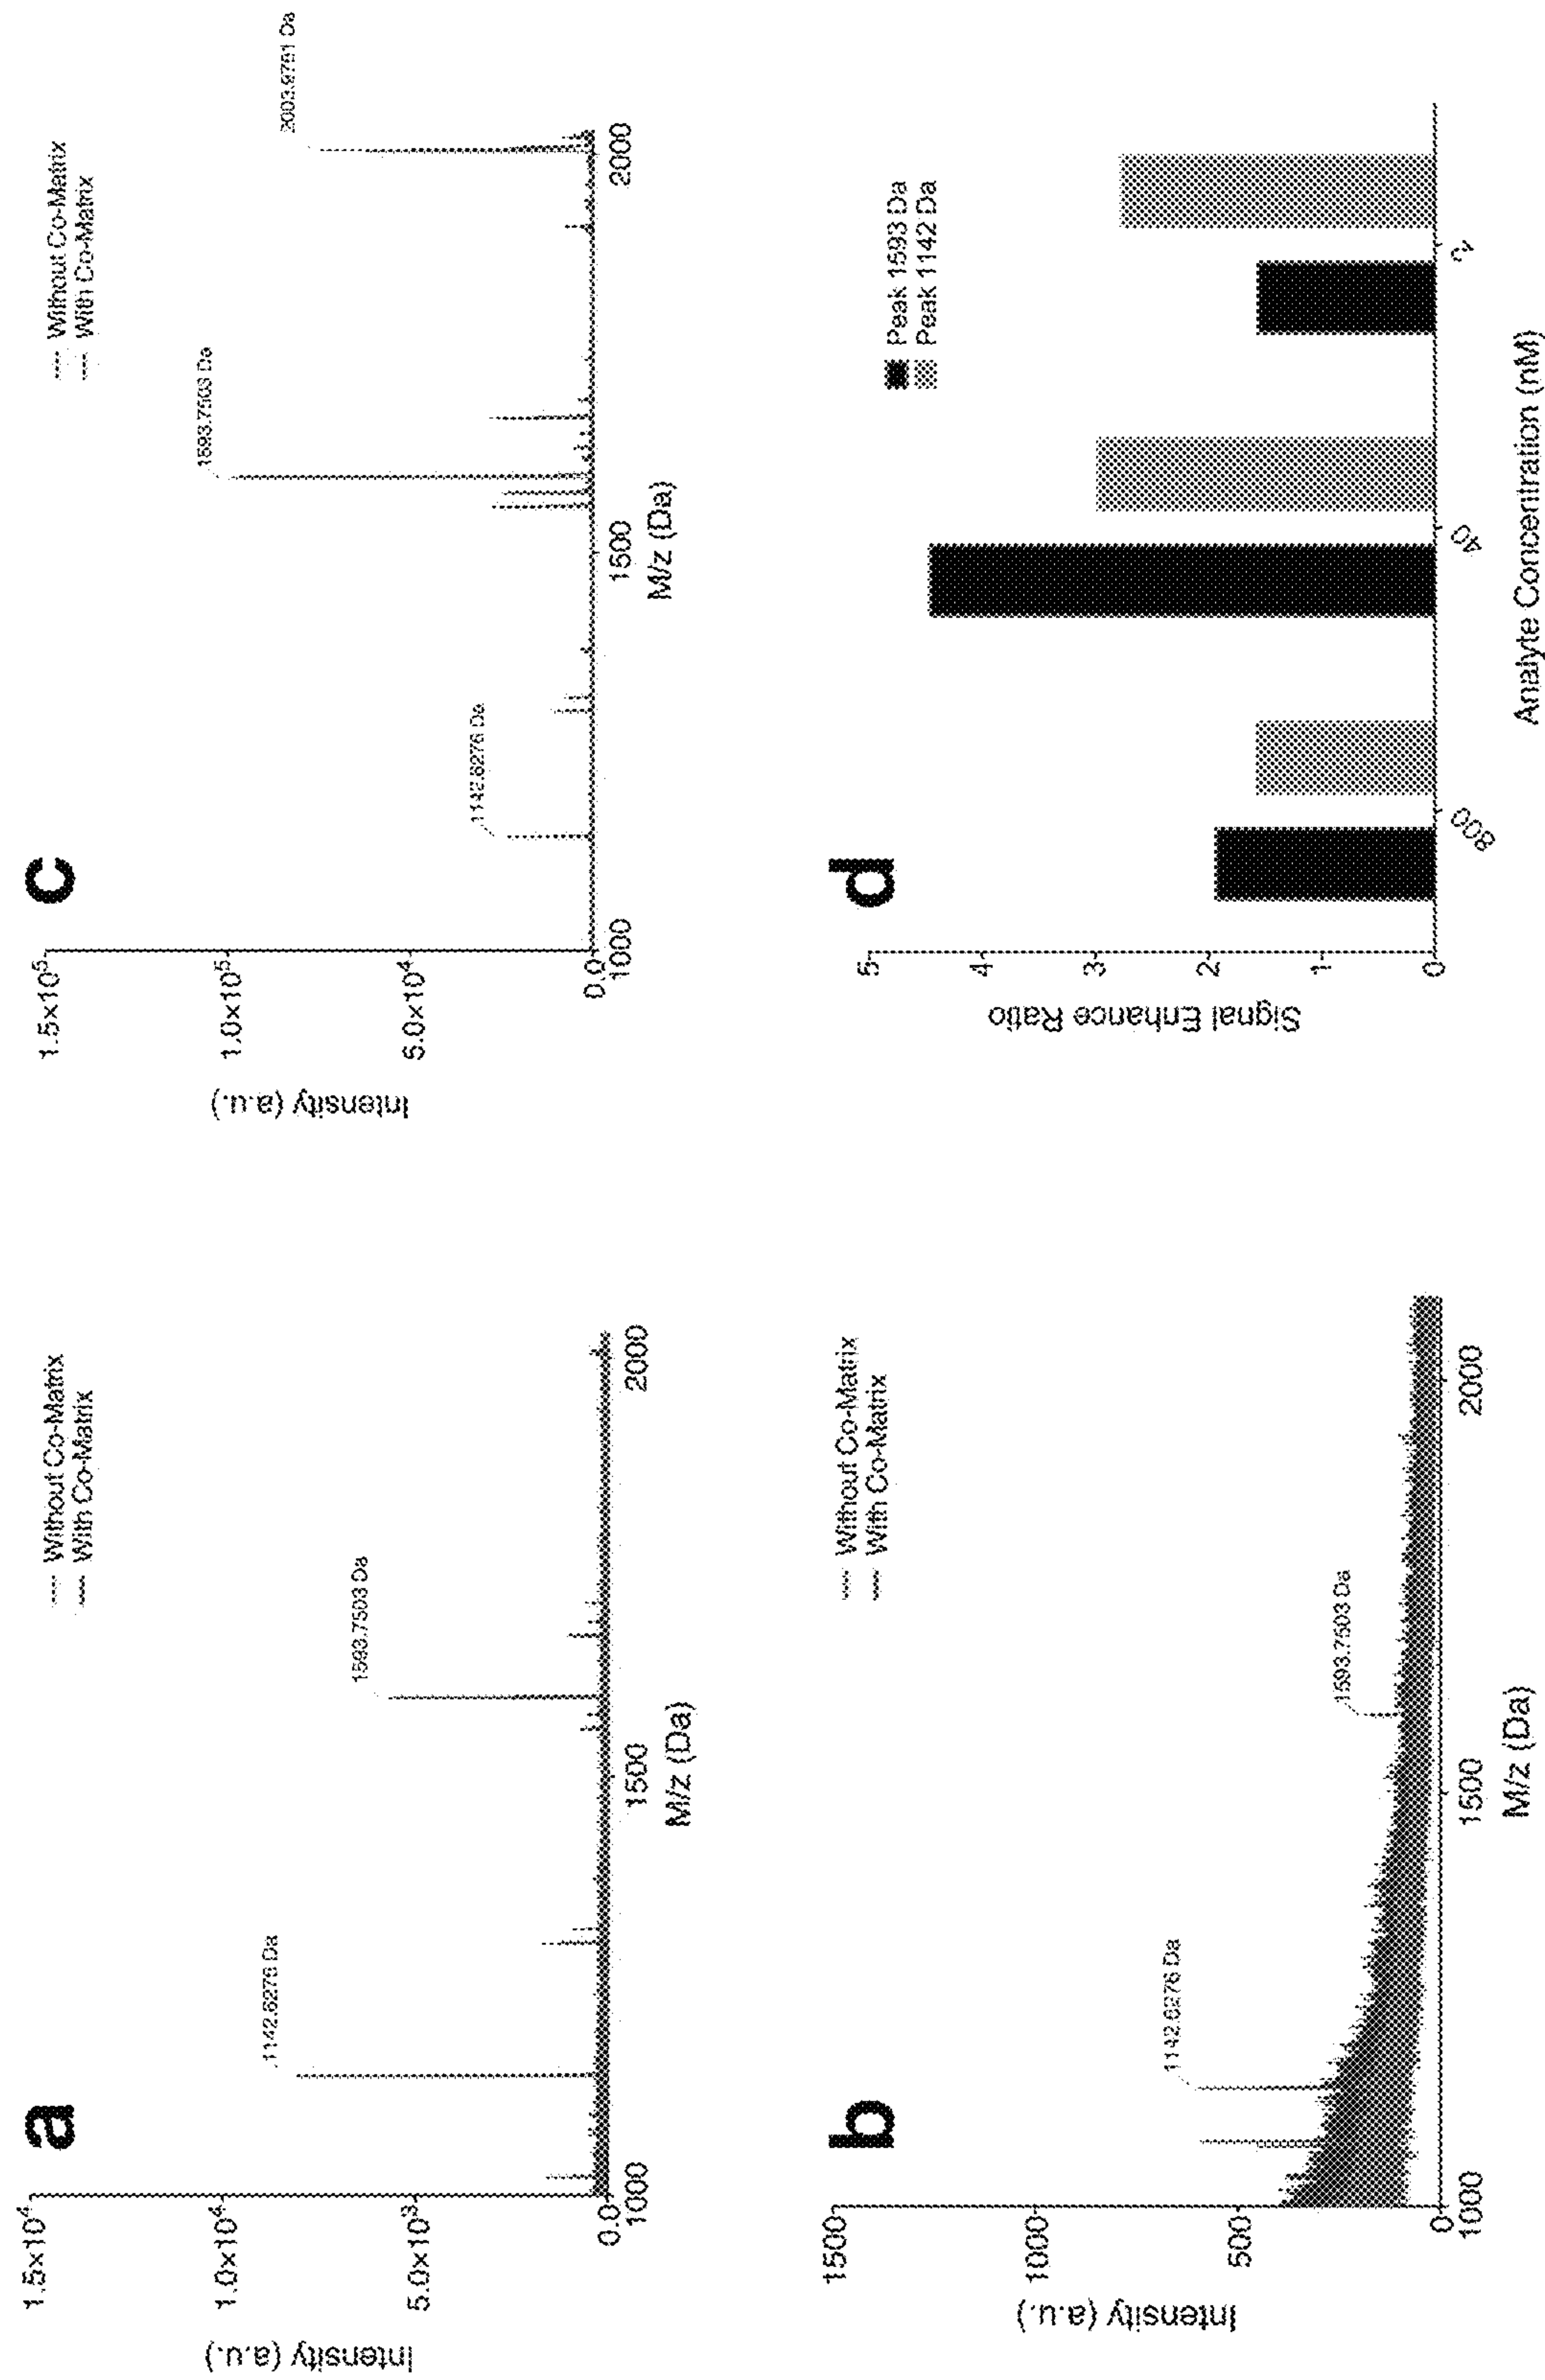 a
Without Co-Matrix
With Co-Matrix
1.5×10⁴
1.0×10⁴
5.0×10³
0.0
Intensity (a.u.)
1142.6276 Da
1593.7503 Da
1000
1500
2000
M/z (Da)
b
Without Co-Matrix
With Co-Matrix
1500
1000
500
0
Intensity (a.u.)
1142.6276 Da
1593.7503 Da
1000
1500
2000
M/z (Da)
c
Without Co-Matrix
With Co-Matrix
1.5×10⁵
1.0×10⁵
5.0×10⁴
0.0
Intensity (a.u.)
1142.6276 Da
1593.7503 Da
1000
1500
2000
M/z (Da)
d
Peak 1593 Da
Peak 1142 Da
5
4
3
2
1
0
Signal Enhance Ratio
800
40
2
Analyte Concentration (nM)